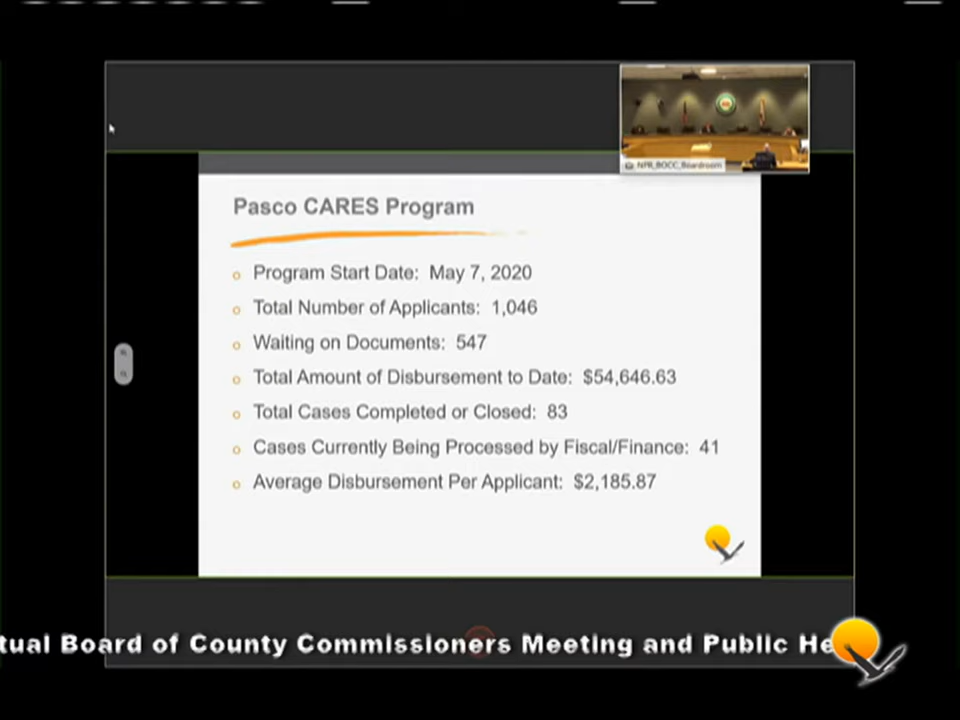 NPR_BOCC_Boardroom
Pasco CARES Program
Program Start Date: May 7, 2020
Total Number of Applicants: 1,046
Waiting on Documents: 547
Total Amount of Disbursement to Date: $54,646.63
Total Cases Completed or Closed: 83
Cases Currently Being Processed by Fiscal/Finance: 41
Average Disbursement Per Applicant: $2,185.87
tual Board of County Commissioners Meeting and Public He